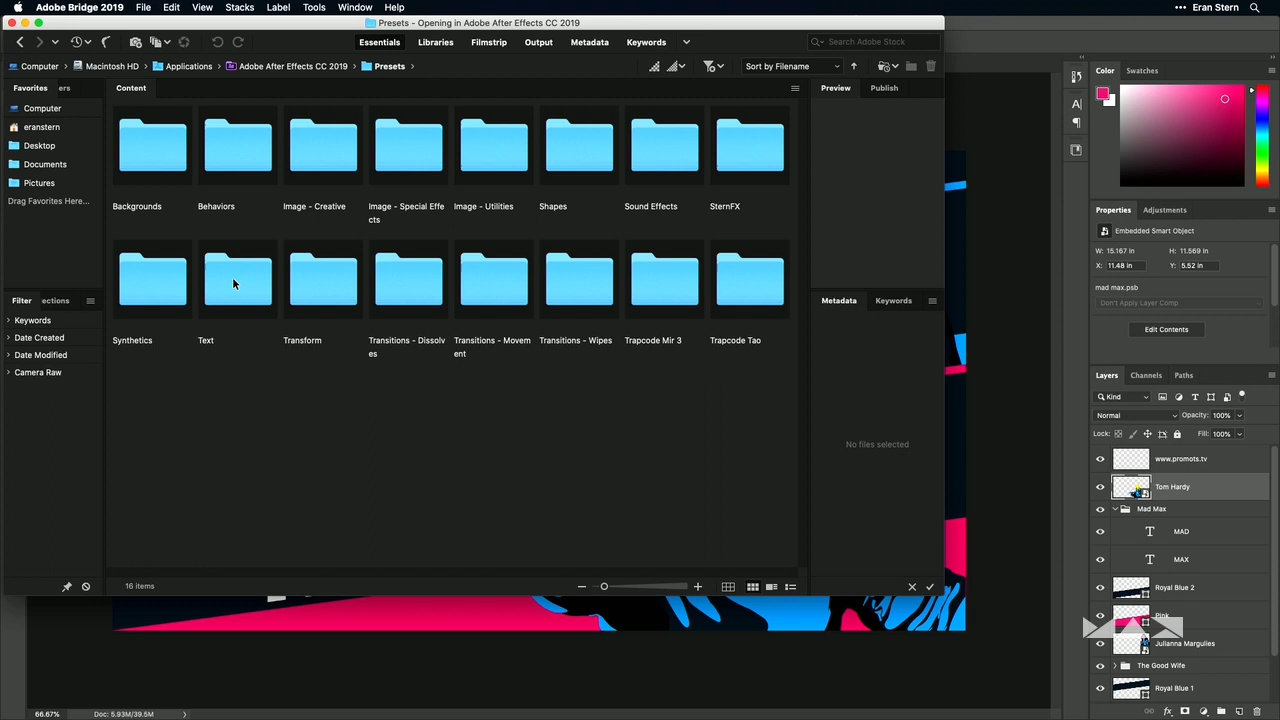 Adobe Bridge 2019 File Edit View Stacks Label Tools Window Help
Eran Stern
Presets - Opening in Adobe After Effects CC 2019
Essentials Libraries Filmstrip Output Metadata Keywords
Search Adobe Stock
Computer Macintosh HD Applications Adobe After Effects CC 2019 Presets
Sort by Filename
Favorites ers
Computer
eranstern
Desktop
Documents
Pictures
Drag Favorites Here...
Filter ections
Keywords
Date Created
Date Modified
Camera Raw
Content
Backgrounds
Behaviors
Image - Creative
Image - Special Effe
cts
Image - Utilities
Shapes
Sound Effects
SternFX
Synthetics
Text
Transform
Transitions - Dissolv
es
Transitions - Movem
ent
Transitions - Wipes
Trapcode Mir 3
Trapcode Tao
16 items
Preview Publish
Metadata Keywords
No files selected
Color Swatches
Properties Adjustments
Embedded Smart Object
W: 15.167 in H: 11.569 in
X: 11.48 in Y: 5.52 in
mad max.psb
Don't Apply Layer Comp
Edit Contents
Layers Channels Paths
Kind
Normal Opacity: 100%
Lock: Fill: 100%
www.promots.tv
Tom Hardy
Mad Max
T MAD
T MAX
Royal Blue 2
Pink
Julianna Margulies
The Good Wife
Royal Blue 1
MAX
66.67% Doc: 5.93M/39.5M